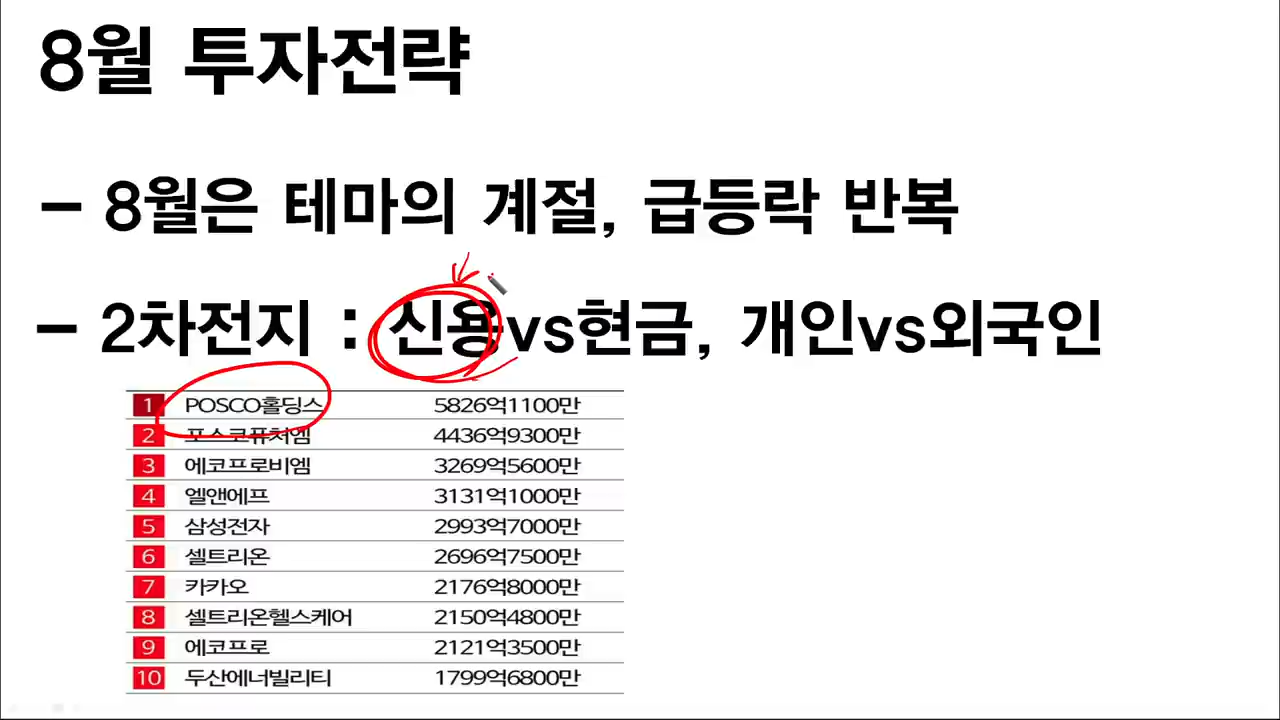 8월 투자전략
- 8월은 테마의 계절, 급등락 반복
- 2차전지 : 신용vs현금, 개인vs외국인
1 POSCO홀딩스 5826억1100만
2 포스코퓨처엠 4436억9300만
3 에코프로비엠 3269억5600만
4 엘앤에프 3131억1000만
5 삼성전자 2993억7000만
6 셀트리온 2696억7500만
7 카카오 2176억8000만
8 셀트리온헬스케어 2150억4800만
9 에코프로 2121억3500만
10 두산에너빌리티 1799억6800만